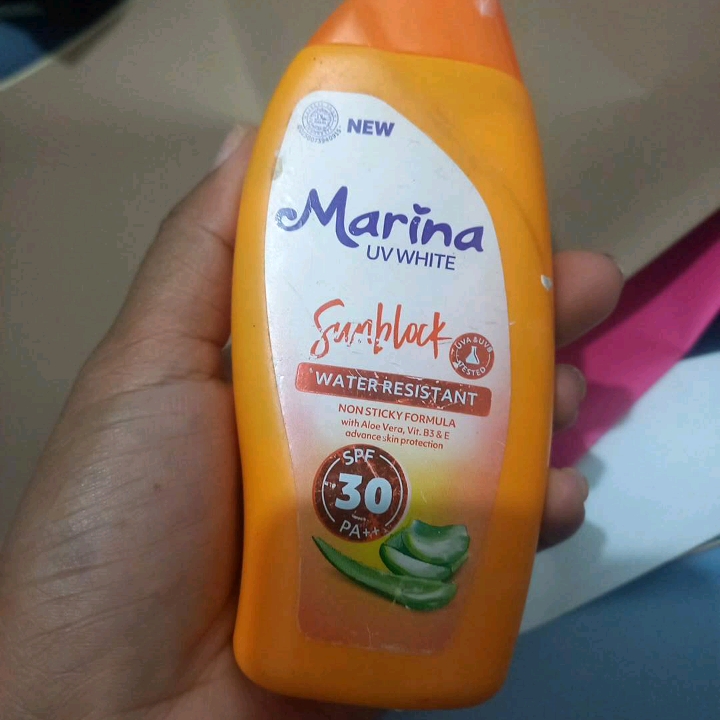 NEW
Marina
UV WHITE
Sunblock
UVA & UVB
TESTED
WATER RESISTANT
NON STICKY FORMULA
with Aloe Vera, Vit. B3 & E
advance skin protection
SPF
30
PA++